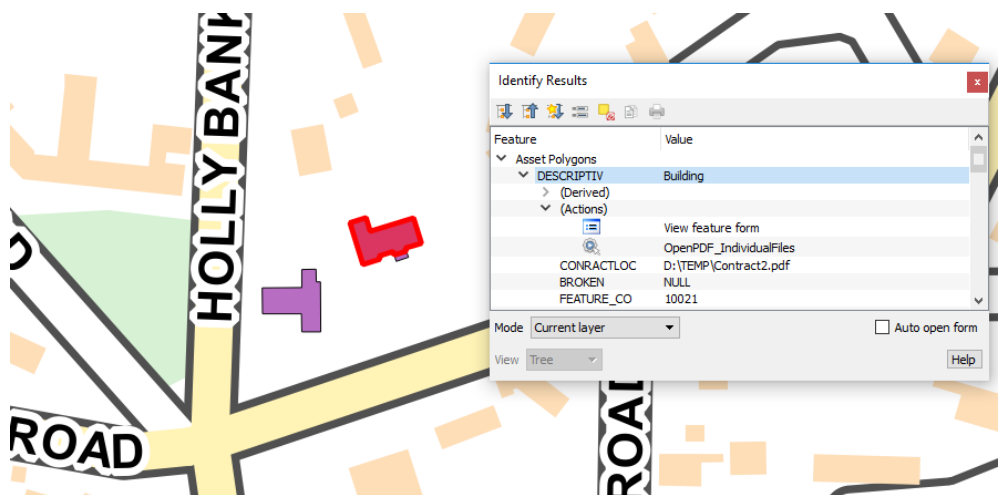 HOLLY BANK
D
ROAD
ROAD
Identify Results
x
Feature Value
Asset Polygons
DESCRIPTIV Building
(Derived)
(Actions)
View feature form
OpenPDF_IndividualFiles
CONRACTLOC D:\TEMP\Contract2.pdf
BROKEN NULL
FEATURE_CO 10021
Mode Current layer Auto open form
View Tree Help